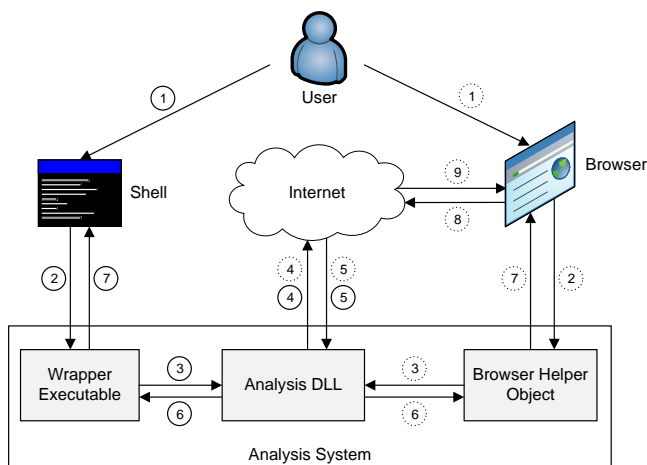 User
1
1
Shell
Internet
Browser
9
8
2
7
4
5
4
5
7
2
Wrapper
Executable
3
6
Analysis DLL
3
6
Browser Helper
Object
Analysis System